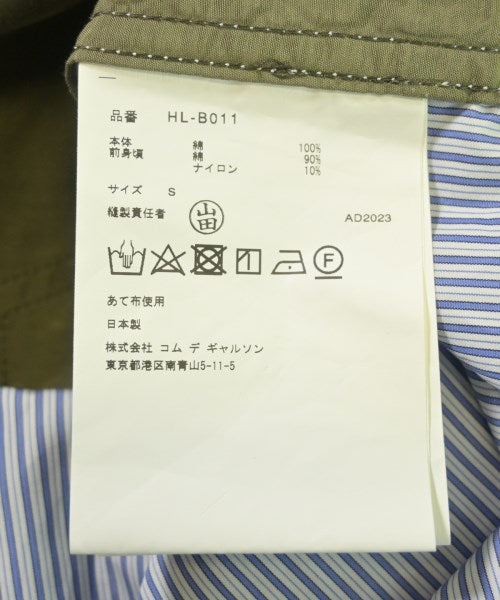 品番 HL-B011
本体 綿 100%
前身頃 綿 90%
ナイロン 10%
サイズ S
縫製責任者 山田
AD2023
F
あて布使用
日本製
株式会社 コム デ ギャルソン
東京都港区南青山5-11-5